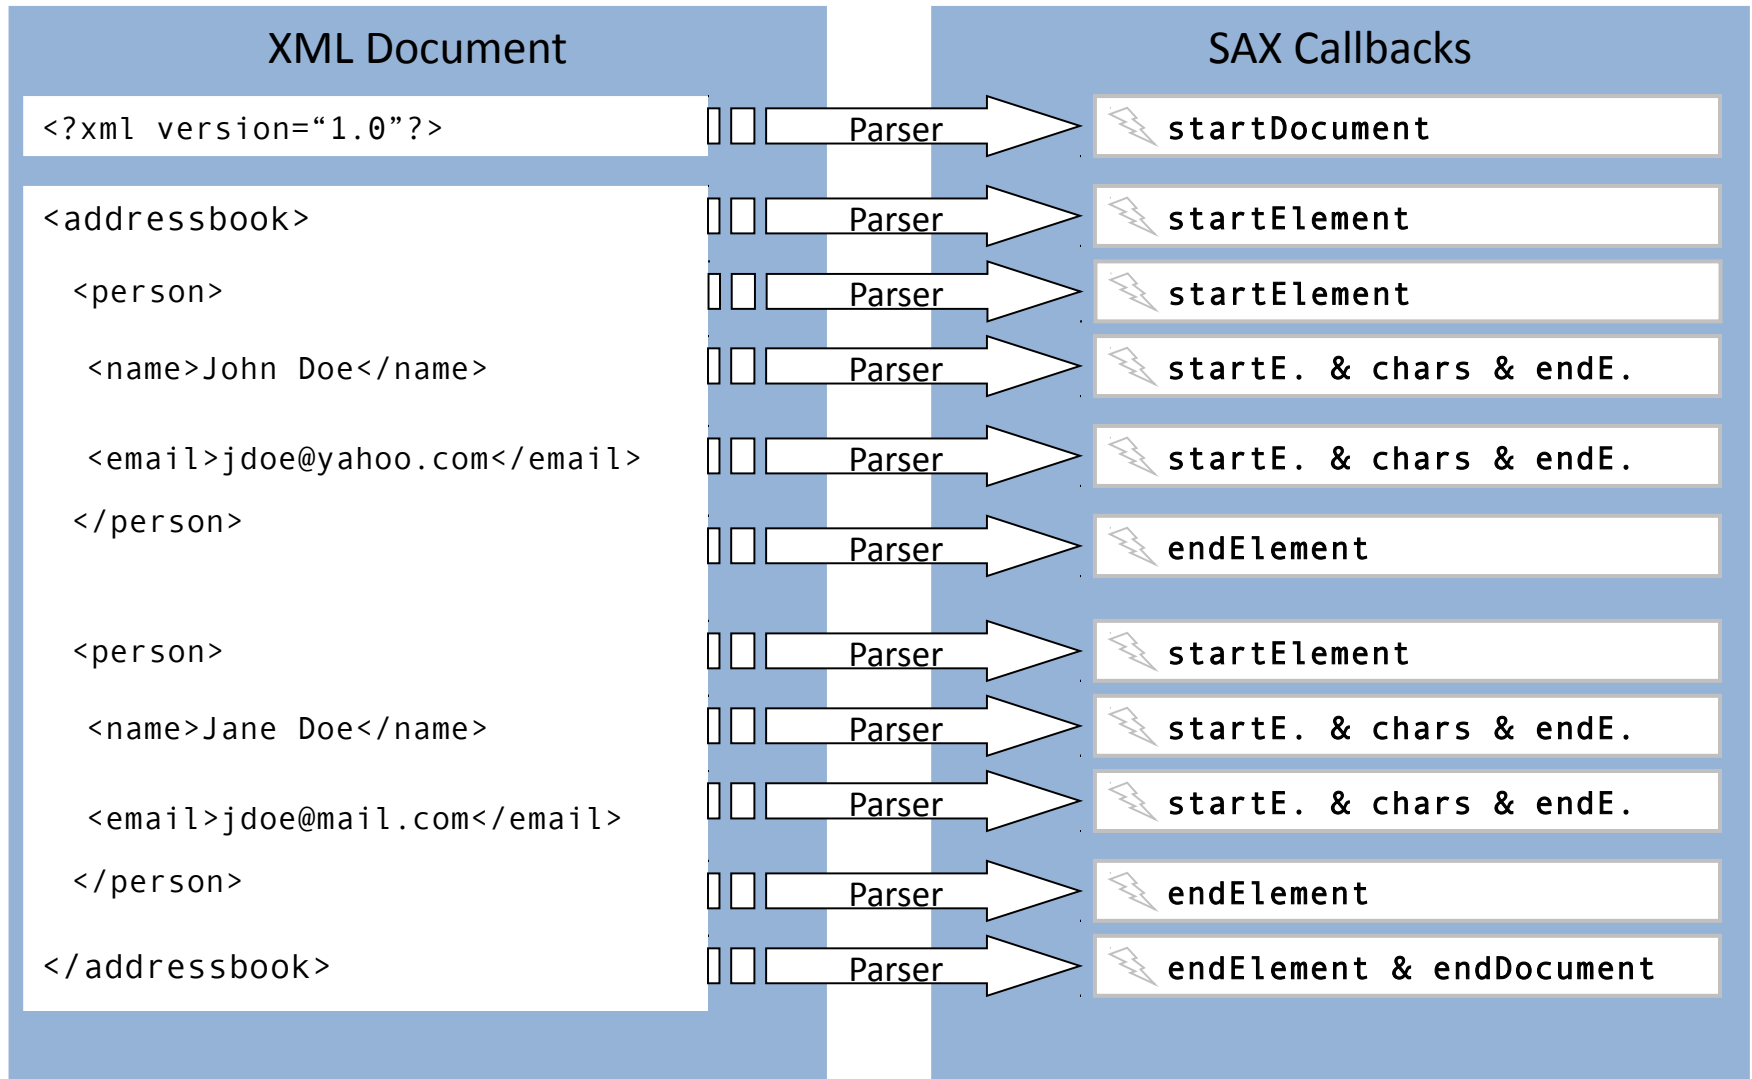 XML Document
SAX Callbacks
<?xml version=“1.0”?>
Parser
startDocument
<addressbook>
Parser
startElement
<person>
Parser
startElement
<name>John Doe</name>
Parser
startE. & chars & endE.
<email>jdoe@yahoo.com</email>
Parser
startE. & chars & endE.
</person>
Parser
endElement
<person>
Parser
startElement
<name>Jane Doe</name>
Parser
startE. & chars & endE.
<email>jdoe@mail.com</email>
Parser
startE. & chars & endE.
</person>
Parser
endElement
</addressbook>
Parser
endElement & endDocument